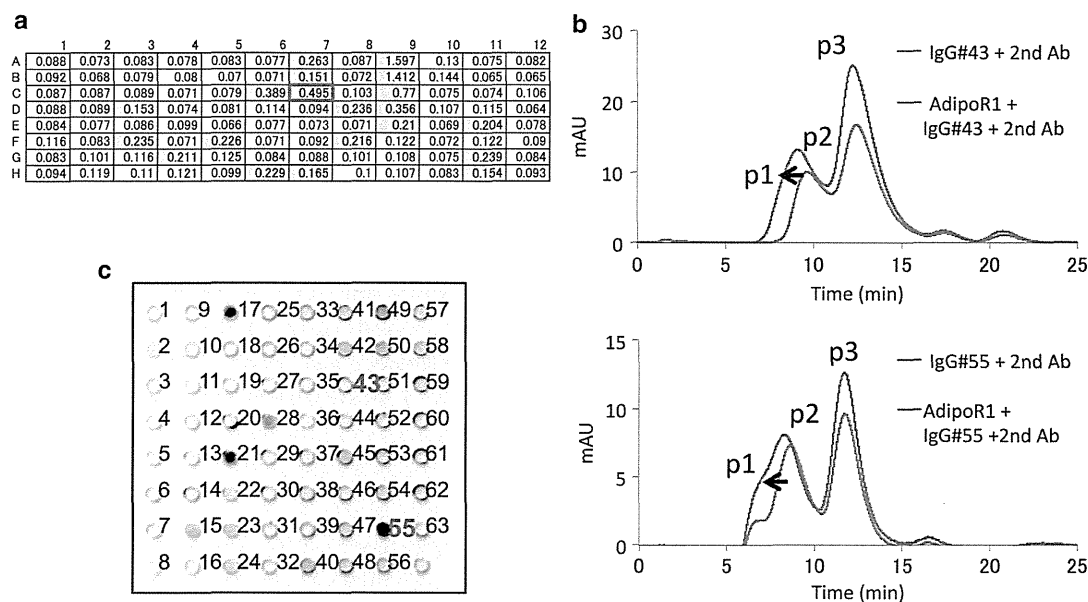 a
1 2 3 4 5 6 7 8 9 10 11 12
A 0.088 0.073 0.083 0.078 0.083 0.077 0.263 0.087 1.597 0.13 0.075 0.082
B 0.092 0.068 0.079 0.08 0.07 0.071 0.151 0.072 1.412 0.144 0.065 0.065
C 0.087 0.087 0.089 0.071 0.079 0.389 0.495 0.103 0.77 0.075 0.074 0.106
D 0.088 0.089 0.153 0.074 0.081 0.114 0.094 0.236 0.356 0.107 0.115 0.064
E 0.084 0.077 0.086 0.099 0.066 0.077 0.073 0.071 0.21 0.069 0.204 0.078
F 0.116 0.083 0.235 0.071 0.226 0.071 0.092 0.216 0.122 0.072 0.122 0.09
G 0.083 0.101 0.116 0.211 0.125 0.084 0.088 0.101 0.108 0.075 0.239 0.084
H 0.094 0.119 0.11 0.121 0.099 0.229 0.165 0.1 0.107 0.083 0.154 0.093
b
30
20
10
0
mAU
p1
p2
p3
IgG#43 + 2nd Ab
AdipoR1 +
IgG#43 + 2nd Ab
0 5 10 15 20 25
Time (min)
15
10
5
0
mAU
p1
p2
p3
IgG#55 + 2nd Ab
AdipoR1 +
IgG#55 +2nd Ab
0 5 10 15 20 25
Time (min)
c
1 9 17 25 33 41 49 57
2 10 18 26 34 42 50 58
3 11 19 27 35 43 51 59
4 12 20 28 36 44 52 60
5 13 21 29 37 45 53 61
6 14 22 30 38 46 54 62
7 15 23 31 39 47 55 63
8 16 24 32 40 48 56